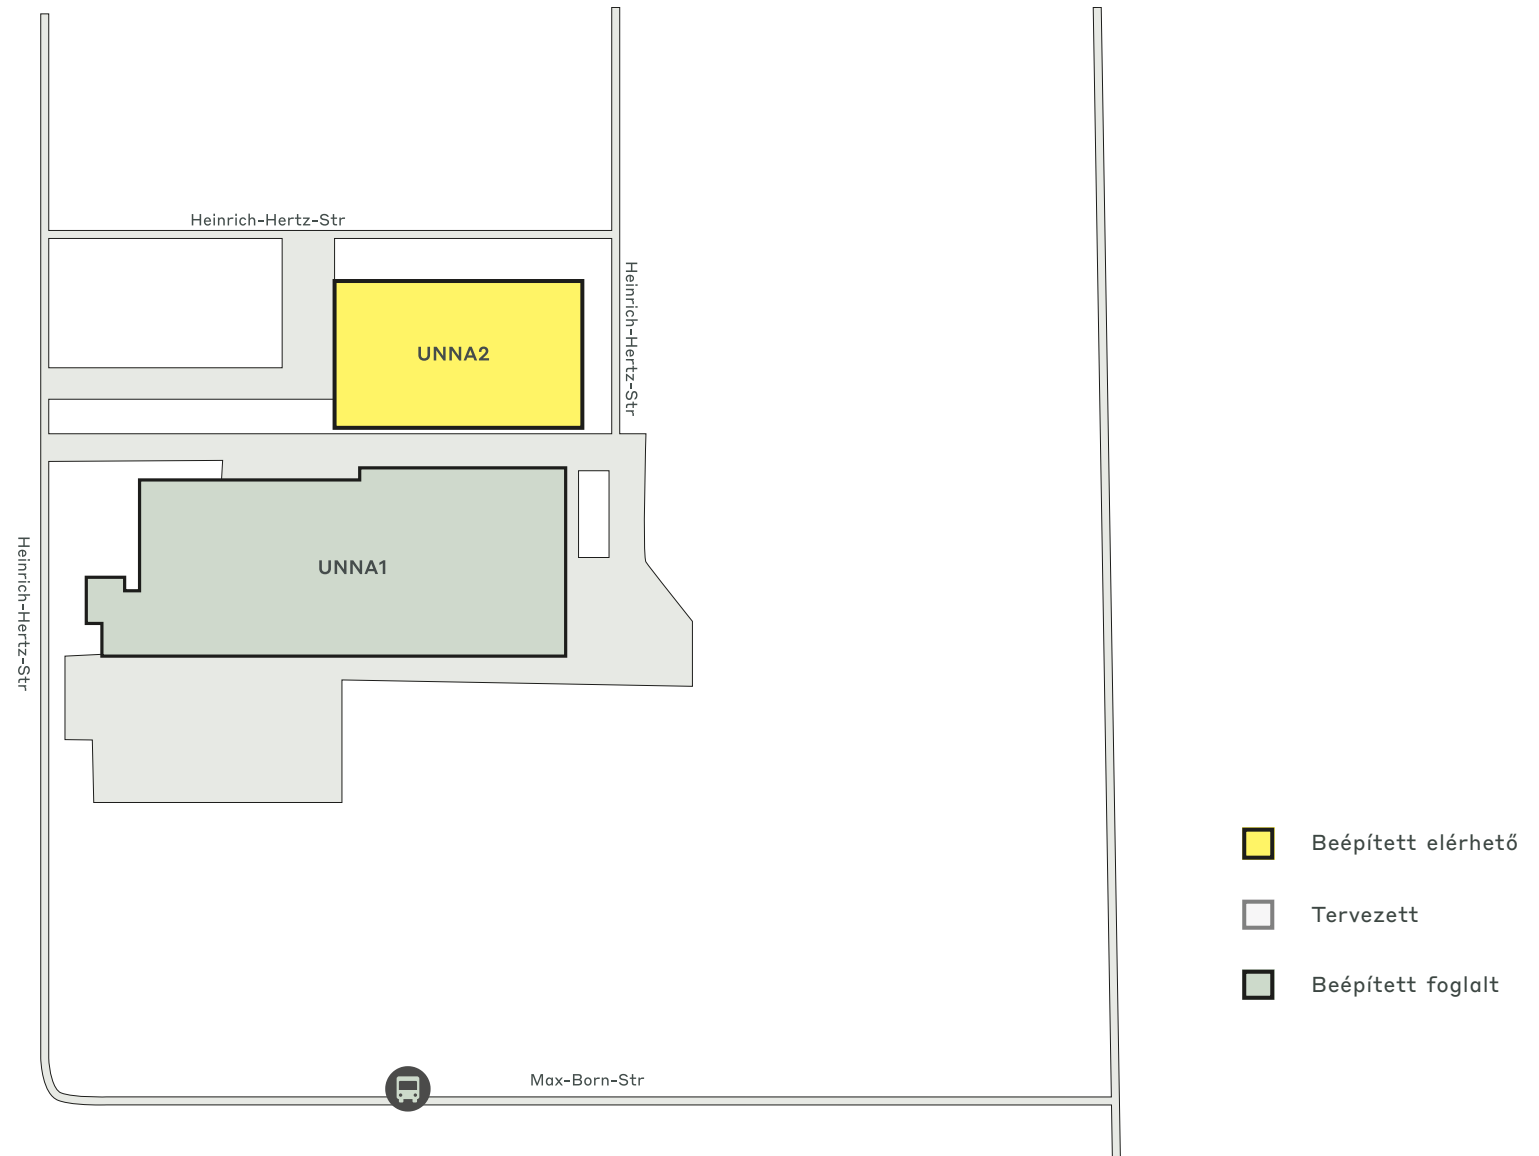 Heinrich-Hertz-Str
Heinrich-Hertz-Str
UNNA2
Heinrich-Hertz-Str
UNNA1
Beépített elérhető
Tervezett
Beépített foglalt
Max-Born-Str